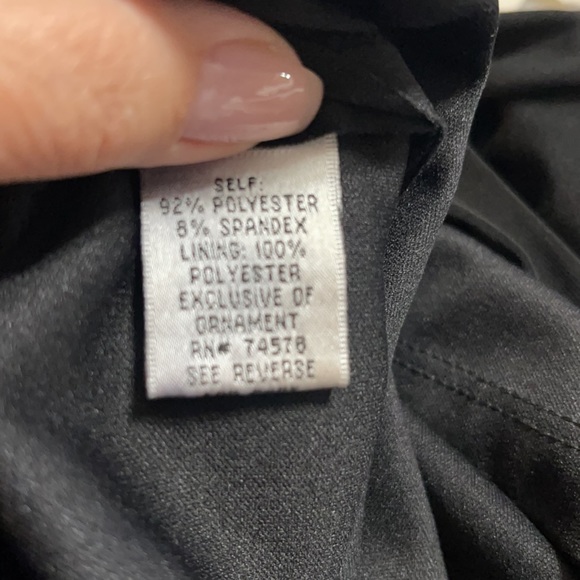 SELF:
92% POLYESTER
8% SPANDEX
LINING: 100%
POLYESTER
EXCLUSIVE OF
ORNAMENT
RN# 74578
SEE REVERSE